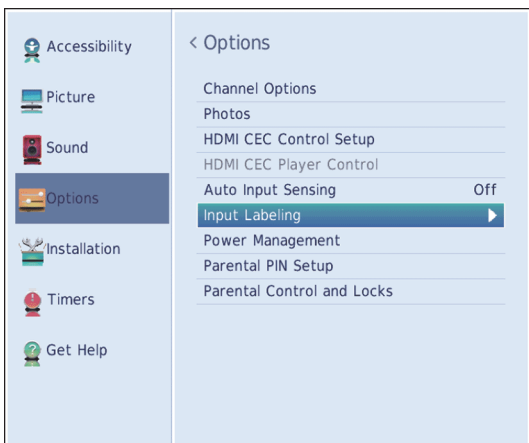 Accessibility
Picture
Sound
Options
Installation
Timers
Get Help
< Options
Channel Options
Photos
HDMI CEC Control Setup
HDMI CEC Player Control
Auto Input Sensing Off
Input Labeling
Power Management
Parental PIN Setup
Parental Control and Locks